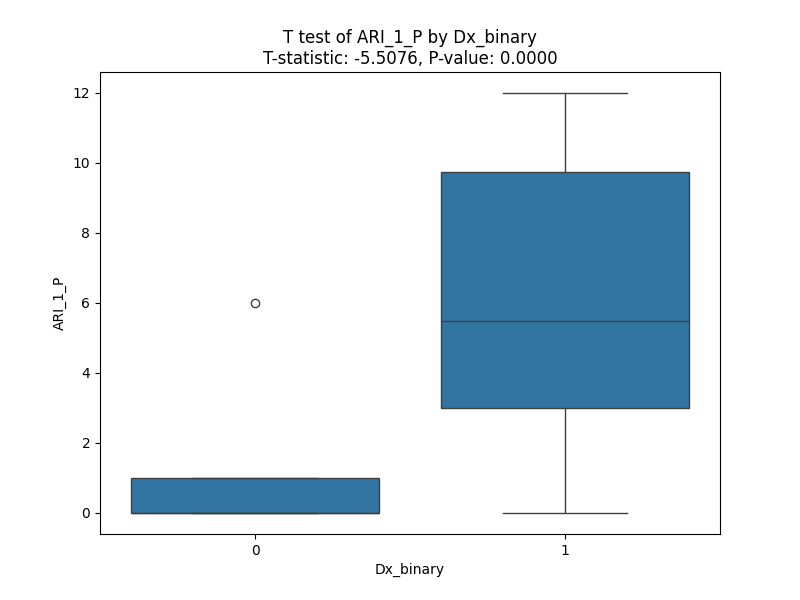 T test of ARI_1_P by Dx_binary
T-statistic: -5.5076, P-value: 0.0000
12
10
8
6
4
2
0
ARI_1_P
0 1
Dx_binary